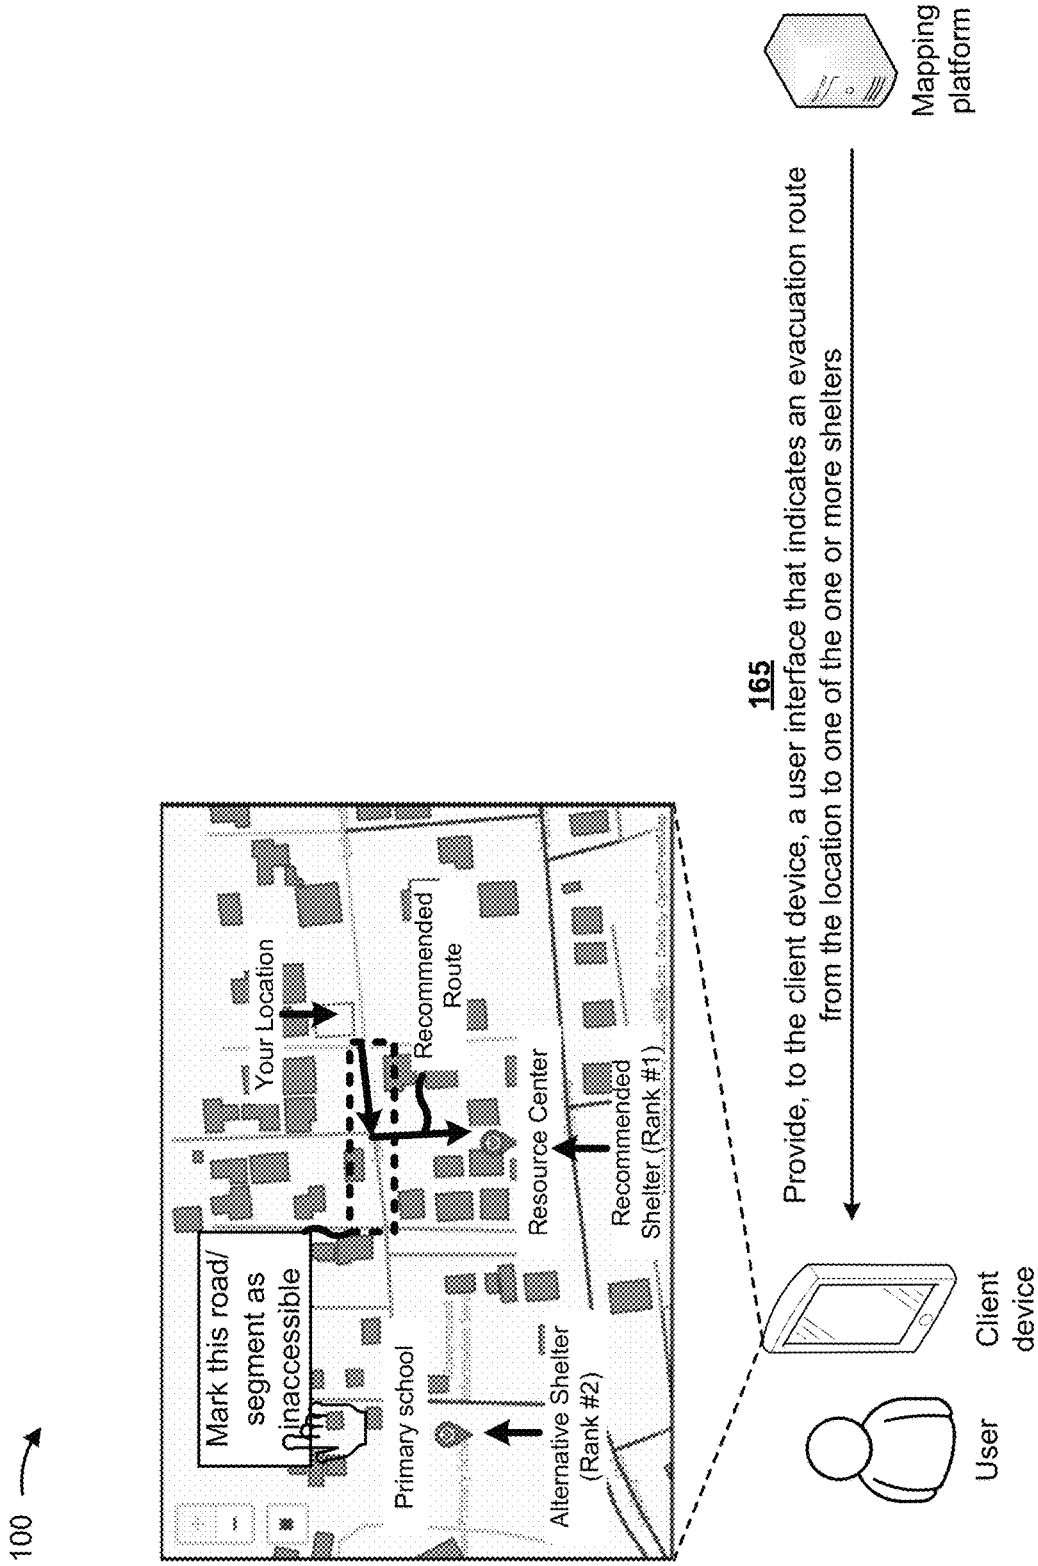 100
Mark this road/
segment as
inaccessible
Your Location
Primary school
Recommended
Route
Resource Center
Alternative Shelter
(Rank #2)
Recommended
Shelter (Rank #1)
165
Provide, to the client device, a user interface that indicates an evacuation route
from the location to one of the one or more shelters
User
Client
device
Mapping
platform